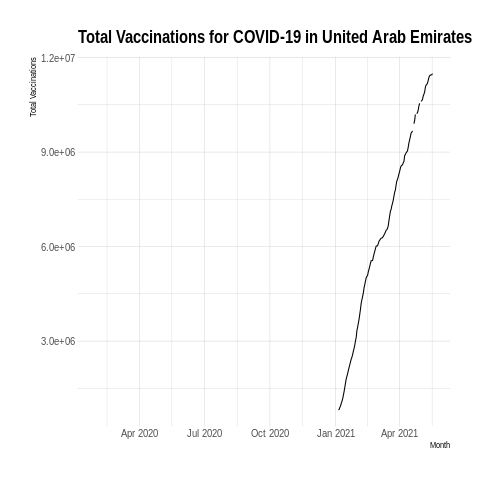 Total Vaccinations for COVID-19 in United Arab Emirates
Total Vaccinations
1.2e+07
9.0e+06
6.0e+06
3.0e+06
Apr 2020 Jul 2020 Oct 2020 Jan 2021 Apr 2021
Month